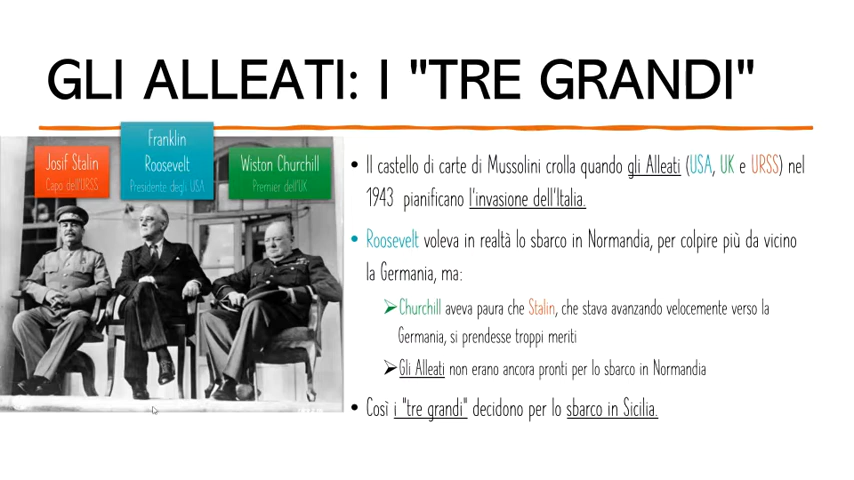 GLI ALLEATI: I "TRE GRANDI"
Josif Stalin
Capo dell'URSS
Franklin
Roosevelt
Presidente degli USA
Wiston Churchill
Premier dell'UK
• Il castello di carte di Mussolini crolla quando gli Alleati (USA, UK e URSS) nel
1943 pianificano l'invasione dell'Italia.
• Roosevelt voleva in realtà lo sbarco in Normandia, per colpire più da vicino
la Germania, ma:
➢Churchill aveva paura che Stalin, che stava avanzando velocemente verso la
Germania, si prendesse troppi meriti
➢Gli Alleati non erano ancora pronti per lo sbarco in Normandia
• Così i "tre grandi" decidono per lo sbarco in Sicilia.